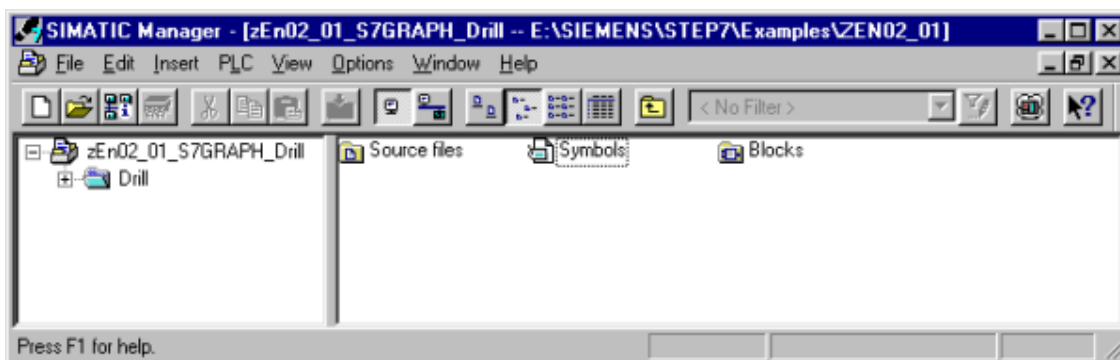 SIMATIC Manager - [zEn02_01_S7GRAPH_Drill -- E:\SIEMENS\STEP7\Examples\ZEN02_01]
File Edit Insert PLC View Options Window Help
< No Filter >
zEn02_01_S7GRAPH_Drill
Drill
Source files Symbols Blocks
Press F1 for help.